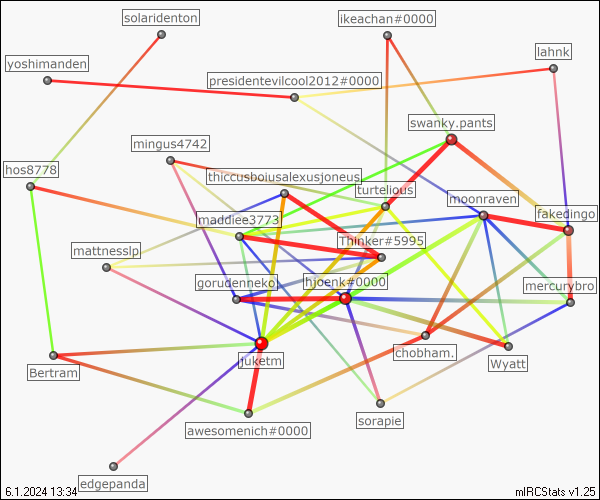 solaridenton
ikeachan#0000
lahnk
yoshimanden
presidentevilcool2012#0000
swanky.pants
mingus4742
hos8778
thiccusboiusalexusjoneus
turtelious
moonraven
fakedingo
maddiee3773
Thinker#5995
mattnesslp
gorudenneko
hjoenk#0000
mercurybro
juketm
chobham.
Wyatt
Bertram
awesomenich#0000
sorapie
edgepanda
6.1.2024 13:34
mIRCStats v1.25